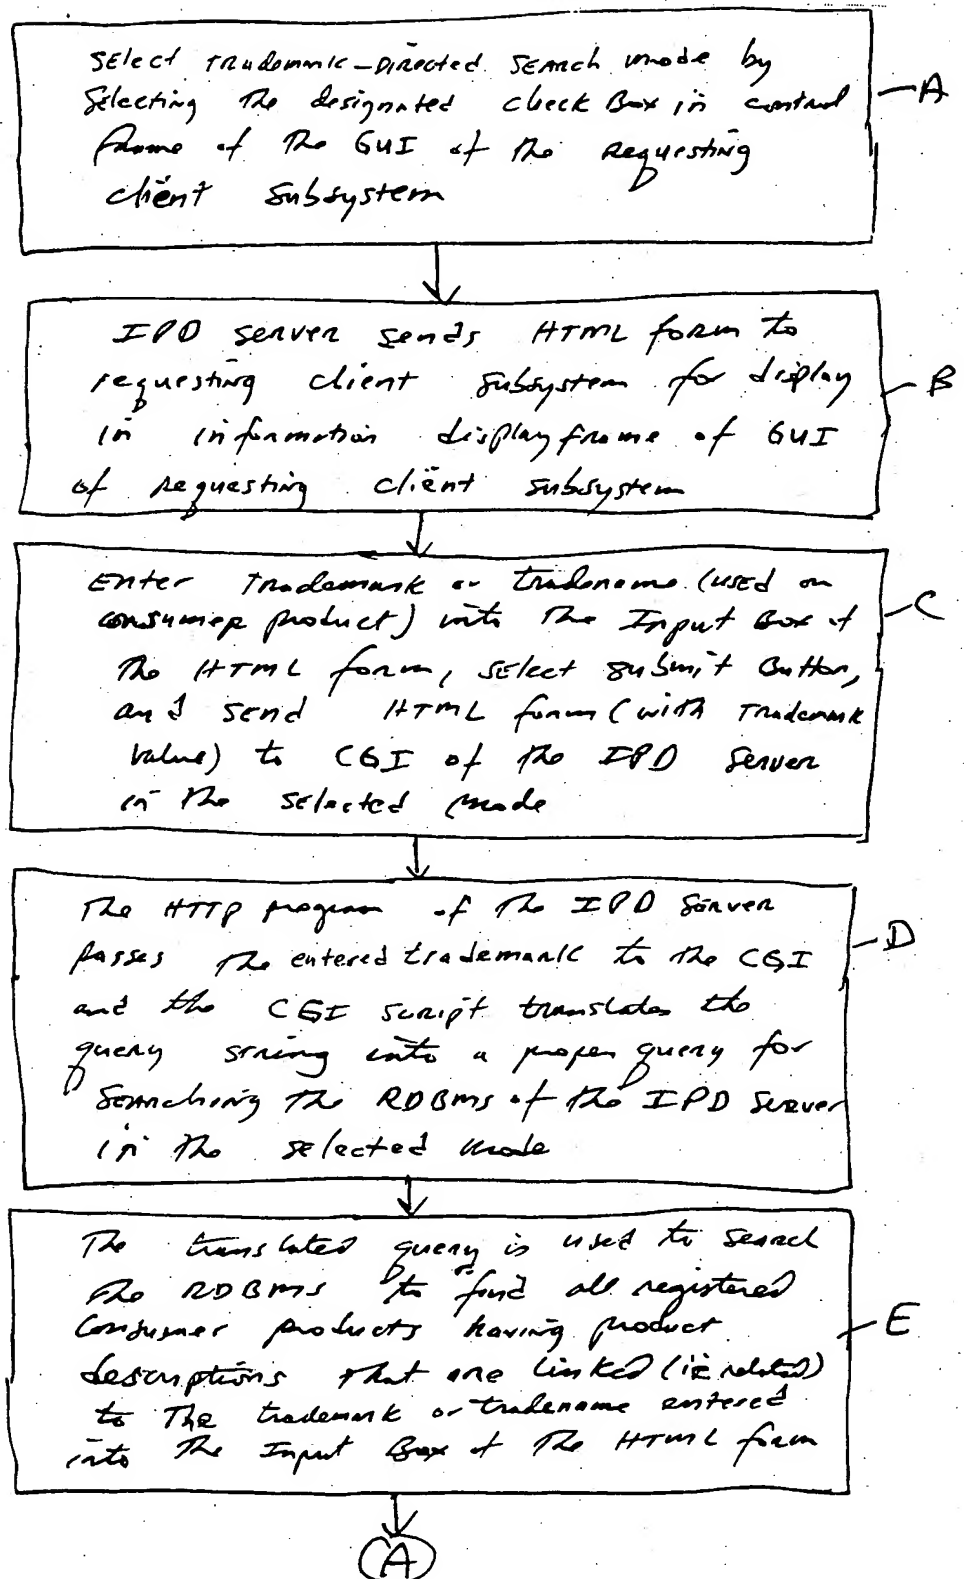 Select Trademark-Directed Search mode by
Selecting The designated check Box in control
frame of The GUI of The Requesting
client Subsystem
A
IPD Server sends HTML form to
requesting client subsystem for display
in information display frame of GUI
of Requesting client subsystem
B
Enter Trademark or tradename (used on
consumer product) into The Input Box of
The HTML form, select submit Button,
and send HTML form (with Trademark
value) to CGI of the IPD Server
in The selected mode
C
The HTTP program of The IPD Server
passes The entered trademark to The CGI
and the CGI script translates the
query string into a proper query for
Searching The RDBMS of the IPD Server
in The selected mode
D
The translated query is used to search
The RDBMS to find all registered
Consumer products having product
descriptions that are linked (ie related)
to The trademark or tradename entered
into The Input Box of The HTML form
E
A